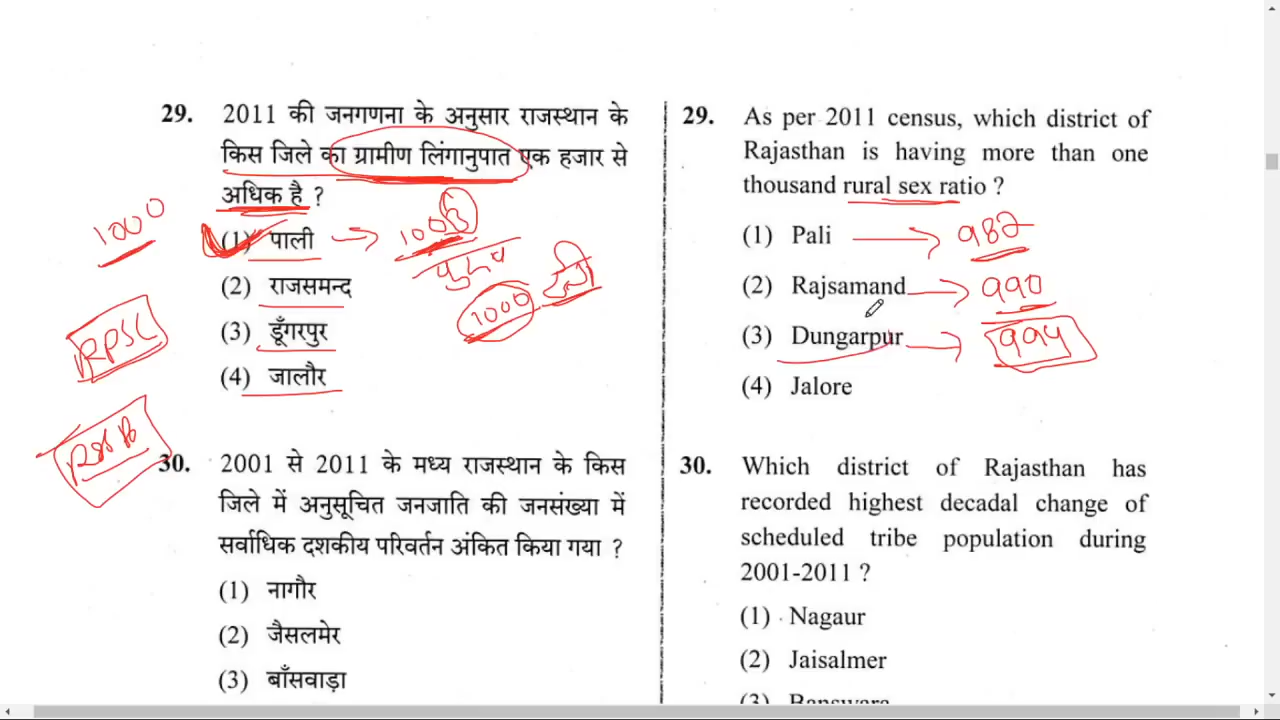 29. 2011 की जनगणना के अनुसार राजस्थान के
किस जिले का ग्रामीण लिंगानुपात एक हजार से
अधिक है ?
1000
(1) पाली
1003
पुरुष
(2) राजसमन्द
1000 स्त्री
(3) डूँगरपुर
RPSC
(4) जालौर
30. 2001 से 2011 के मध्य राजस्थान के किस
जिले में अनुसूचित जनजाति की जनसंख्या में
सर्वाधिक दशकीय परिवर्तन अंकित किया गया ?
(1) नागौर
(2) जैसलमेर
(3) बाँसवाड़ा
29. As per 2011 census, which district of
Rajasthan is having more than one
thousand rural sex ratio ?
(1) Pali 987
(2) Rajsamand 990
(3) Dungarpur 994
(4) Jalore
30. Which district of Rajasthan has
recorded highest decadal change of
scheduled tribe population during
2001-2011 ?
(1) Nagaur
(2) Jaisalmer
(3) Banswara